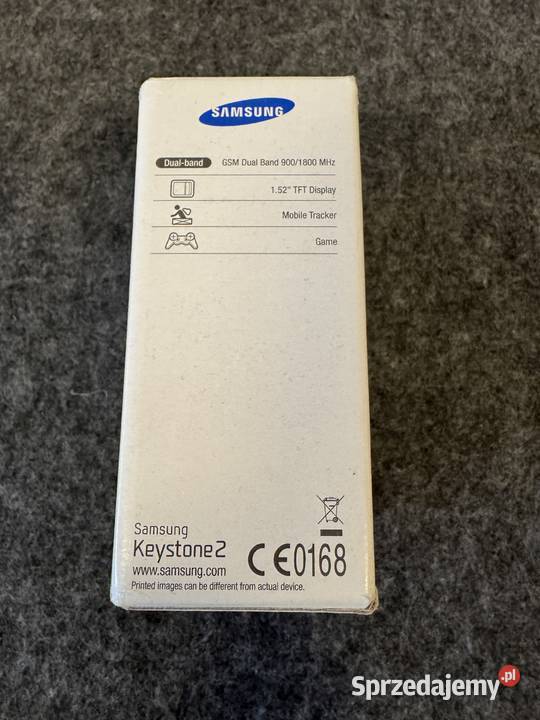 SAMSUNG
Dual-band GSM Dual Band 900/1800 MHz
1.52" TFT Display
Mobile Tracker
Game
Samsung
Keystone2
www.samsung.com
CE0168
Printed images can be different from actual device.
Sprzedajemy.pl